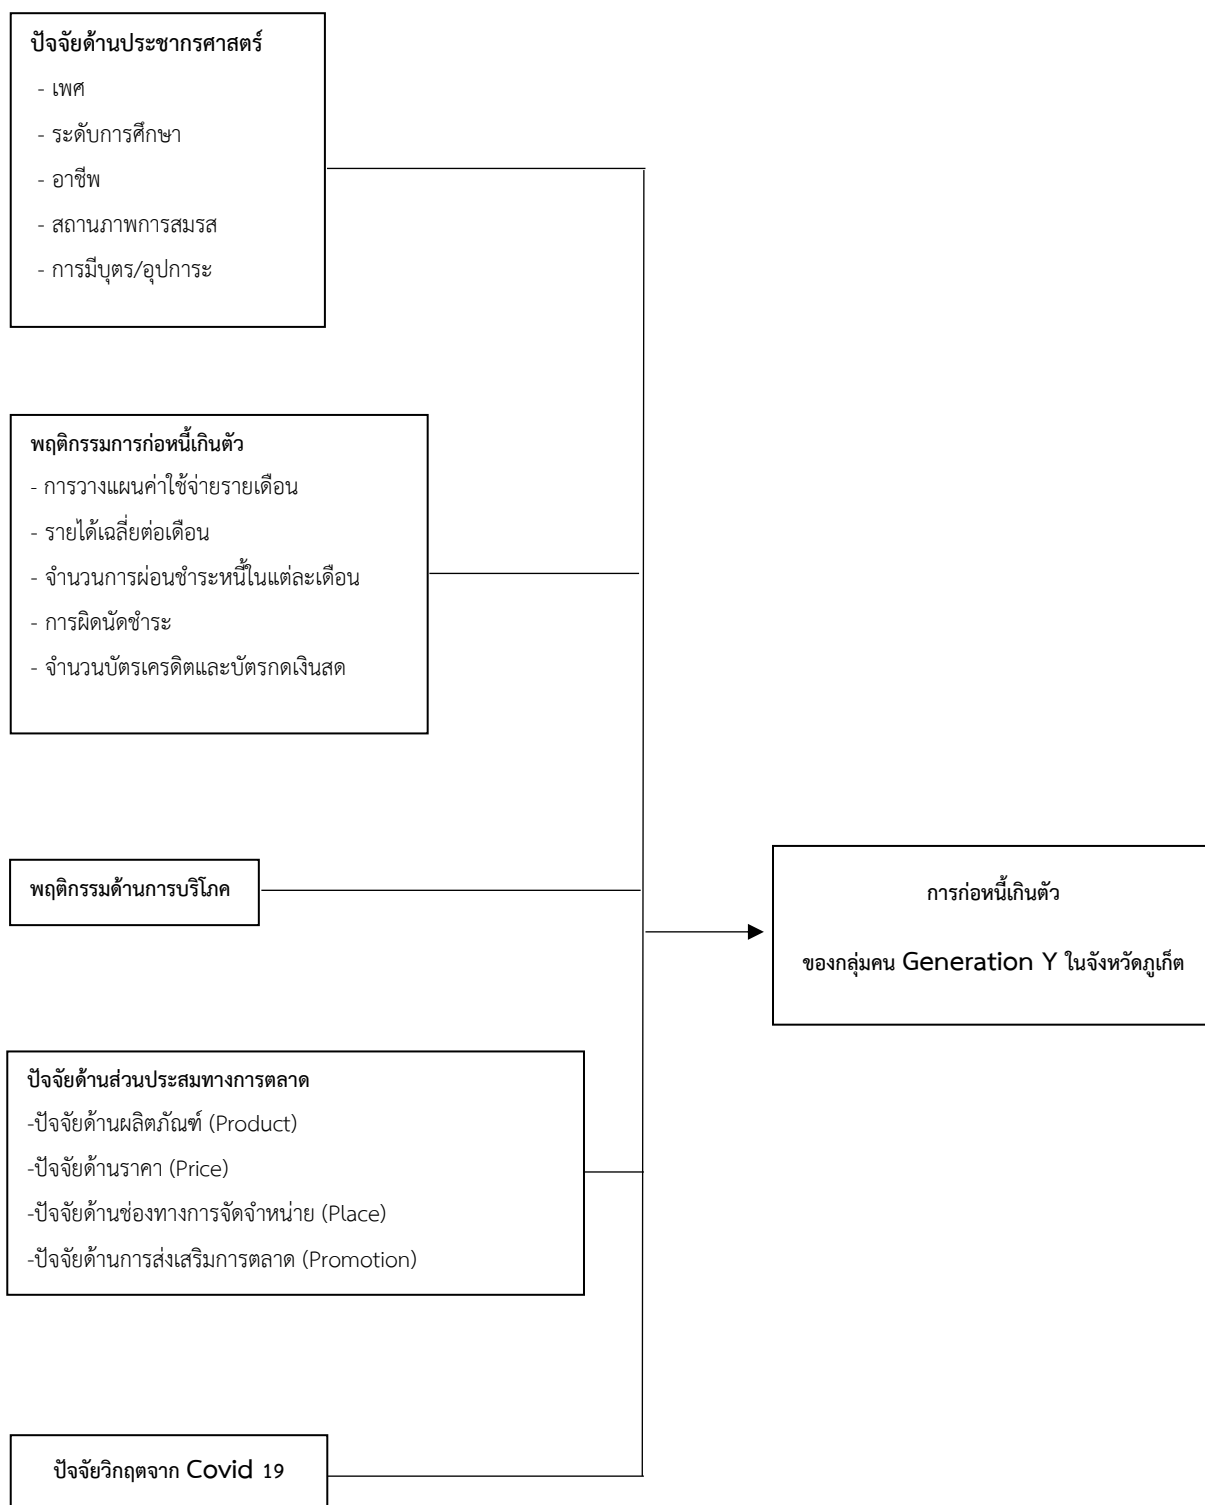 ปัจจัยด้านประชากรศาสตร์
- เพศ
- ระดับการศึกษา
- อาชีพ
- สถานภาพการสมรส
- การมีบุตร/อุปการะ
พฤติกรรมการก่อหนี้เกินตัว
- การวางแผนค่าใช้จ่ายรายเดือน
- รายได้เฉลี่ยต่อเดือน
- จำนวนการผ่อนชำระหนี้ในแต่ละเดือน
- การผิดนัดชำระ
- จำนวนบัตรเครดิตและบัตรกดเงินสด
พฤติกรรมด้านการบริโภค
การก่อหนี้เกินตัว
ของกลุ่มคน Generation Y ในจังหวัดภูเก็ต
ปัจจัยด้านส่วนประสมทางการตลาด
-ปัจจัยด้านผลิตภัณฑ์ (Product)
-ปัจจัยด้านราคา (Price)
-ปัจจัยด้านช่องทางการจัดจำหน่าย (Place)
-ปัจจัยด้านการส่งเสริมการตลาด (Promotion)
ปัจจัยวิกฤตจาก Covid 19